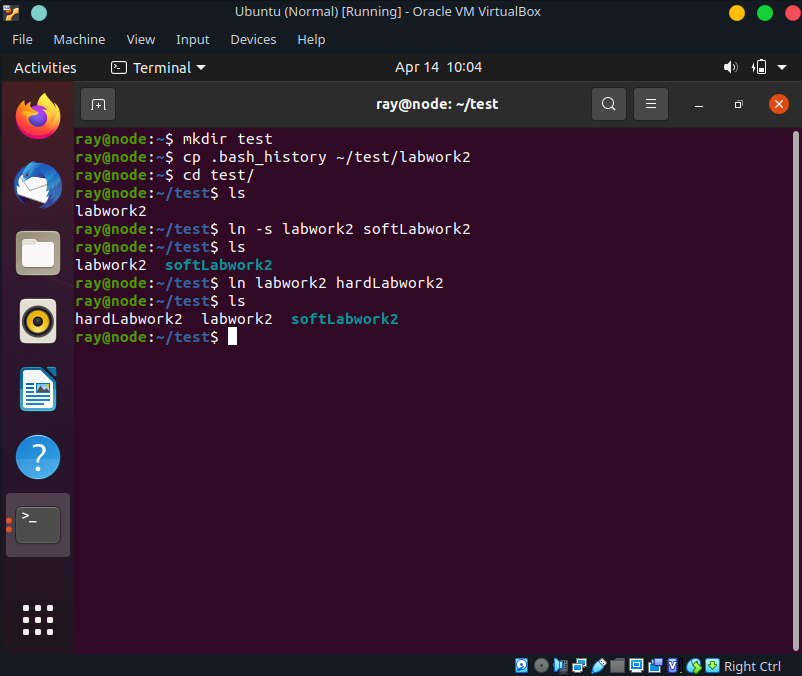 Ubuntu (Normal) [Running] - Oracle VM VirtualBox
File Machine View Input Devices Help
Activities Terminal Apr 14 10:04
ray@node: ~/test
ray@node:~$ mkdir test
ray@node:~$ cp .bash_history ~/test/labwork2
ray@node:~$ cd test/
ray@node:~/test$ ls
labwork2
ray@node:~/test$ ln -s labwork2 softLabwork2
ray@node:~/test$ ls
labwork2 softLabwork2
ray@node:~/test$ ln labwork2 hardLabwork2
ray@node:~/test$ ls
hardLabwork2 labwork2 softLabwork2
ray@node:~/test$
Right Ctrl